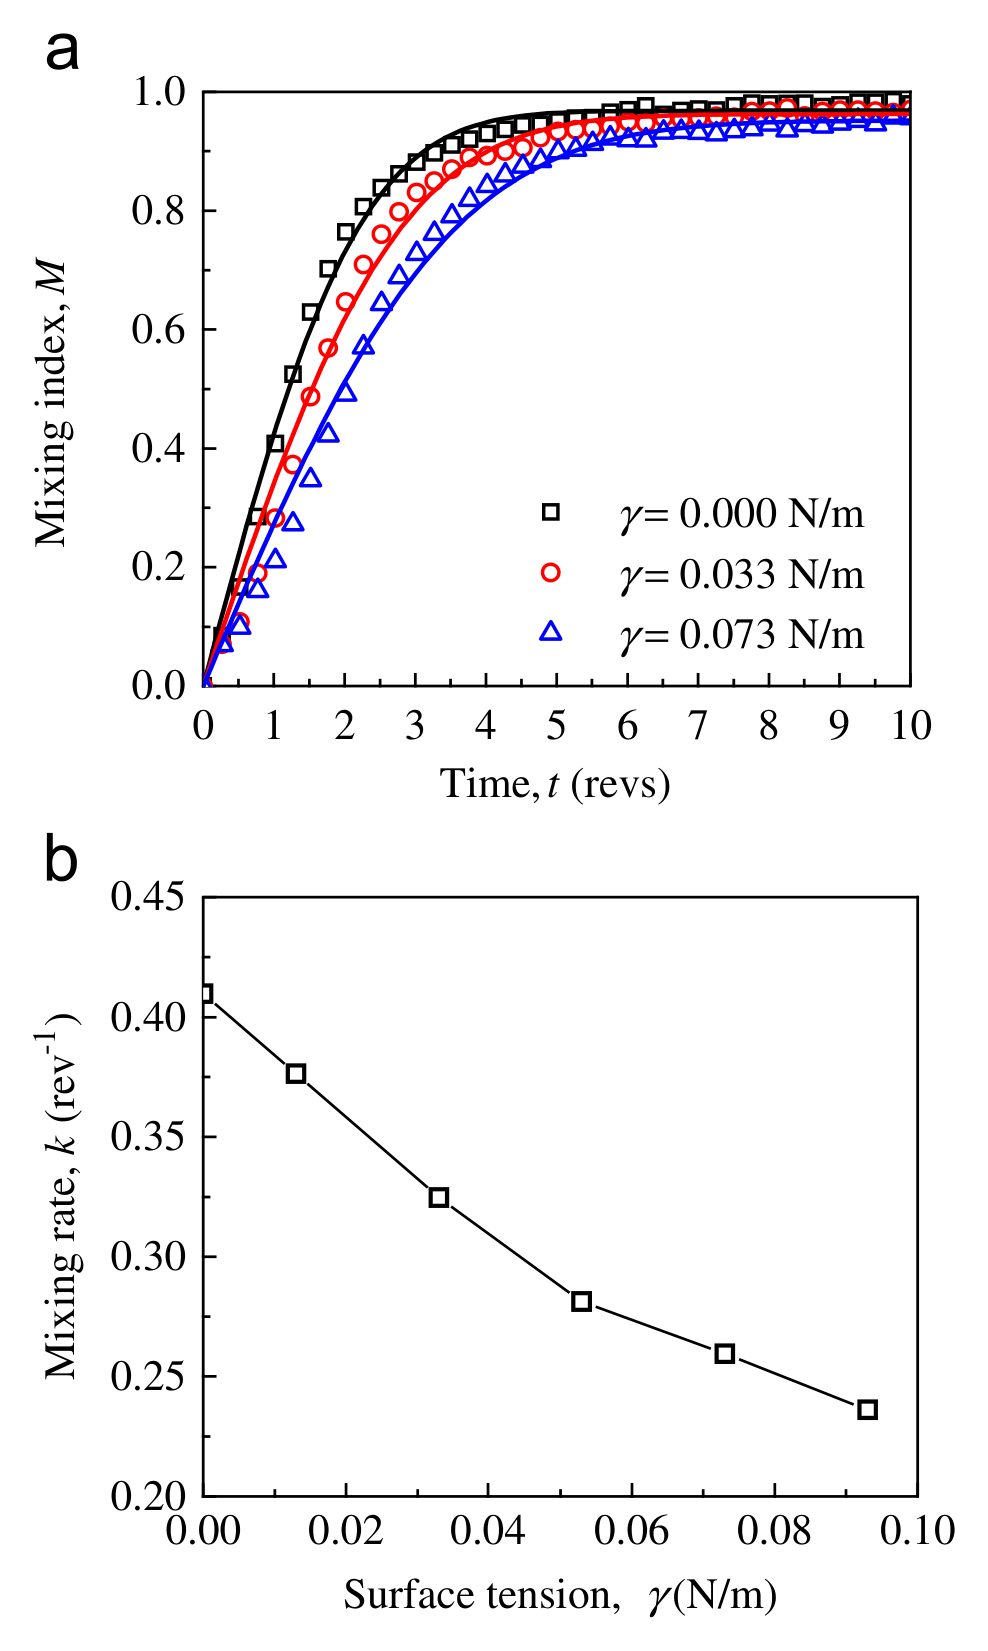 a
1.0
0.8
0.6
0.4
0.2
0.0
Mixing index, M
γ= 0.000 N/m
γ= 0.033 N/m
γ= 0.073 N/m
0 1 2 3 4 5 6 7 8 9 10
Time, t (revs)
b
0.45
0.40
0.35
0.30
0.25
0.20
Mixing rate, k (rev⁻¹)
0.00 0.02 0.04 0.06 0.08 0.10
Surface tension, γ(N/m)